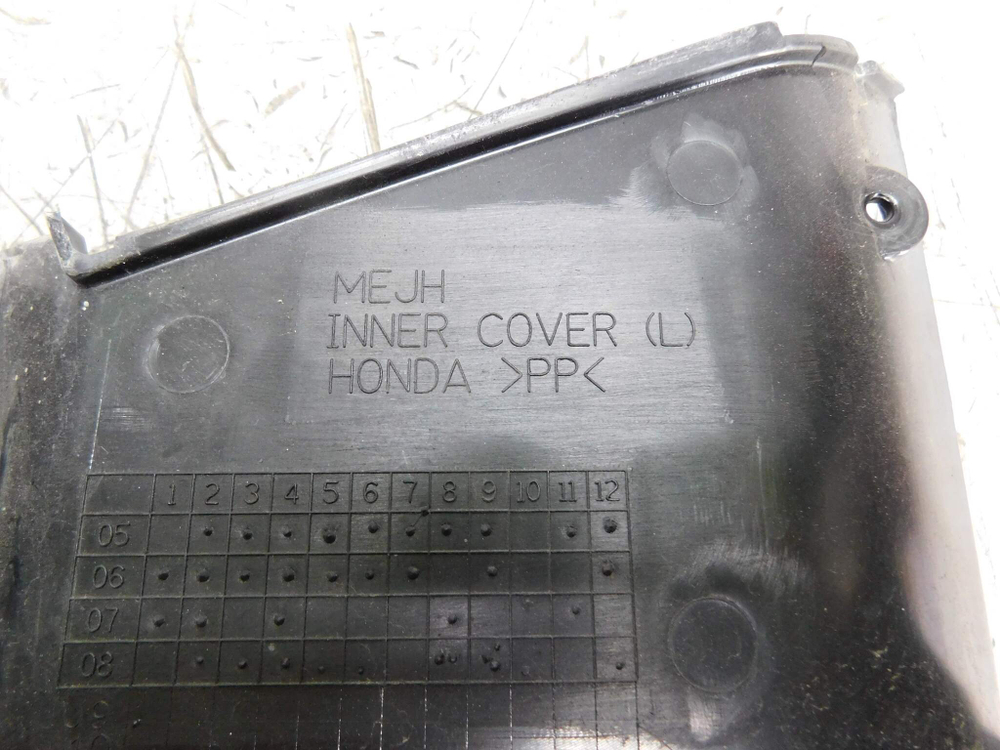 MEJH
INNER COVER (L)
HONDA >PP<
1 2 3 4 5 6 7 8 9 10 11 12
05
06
07
08